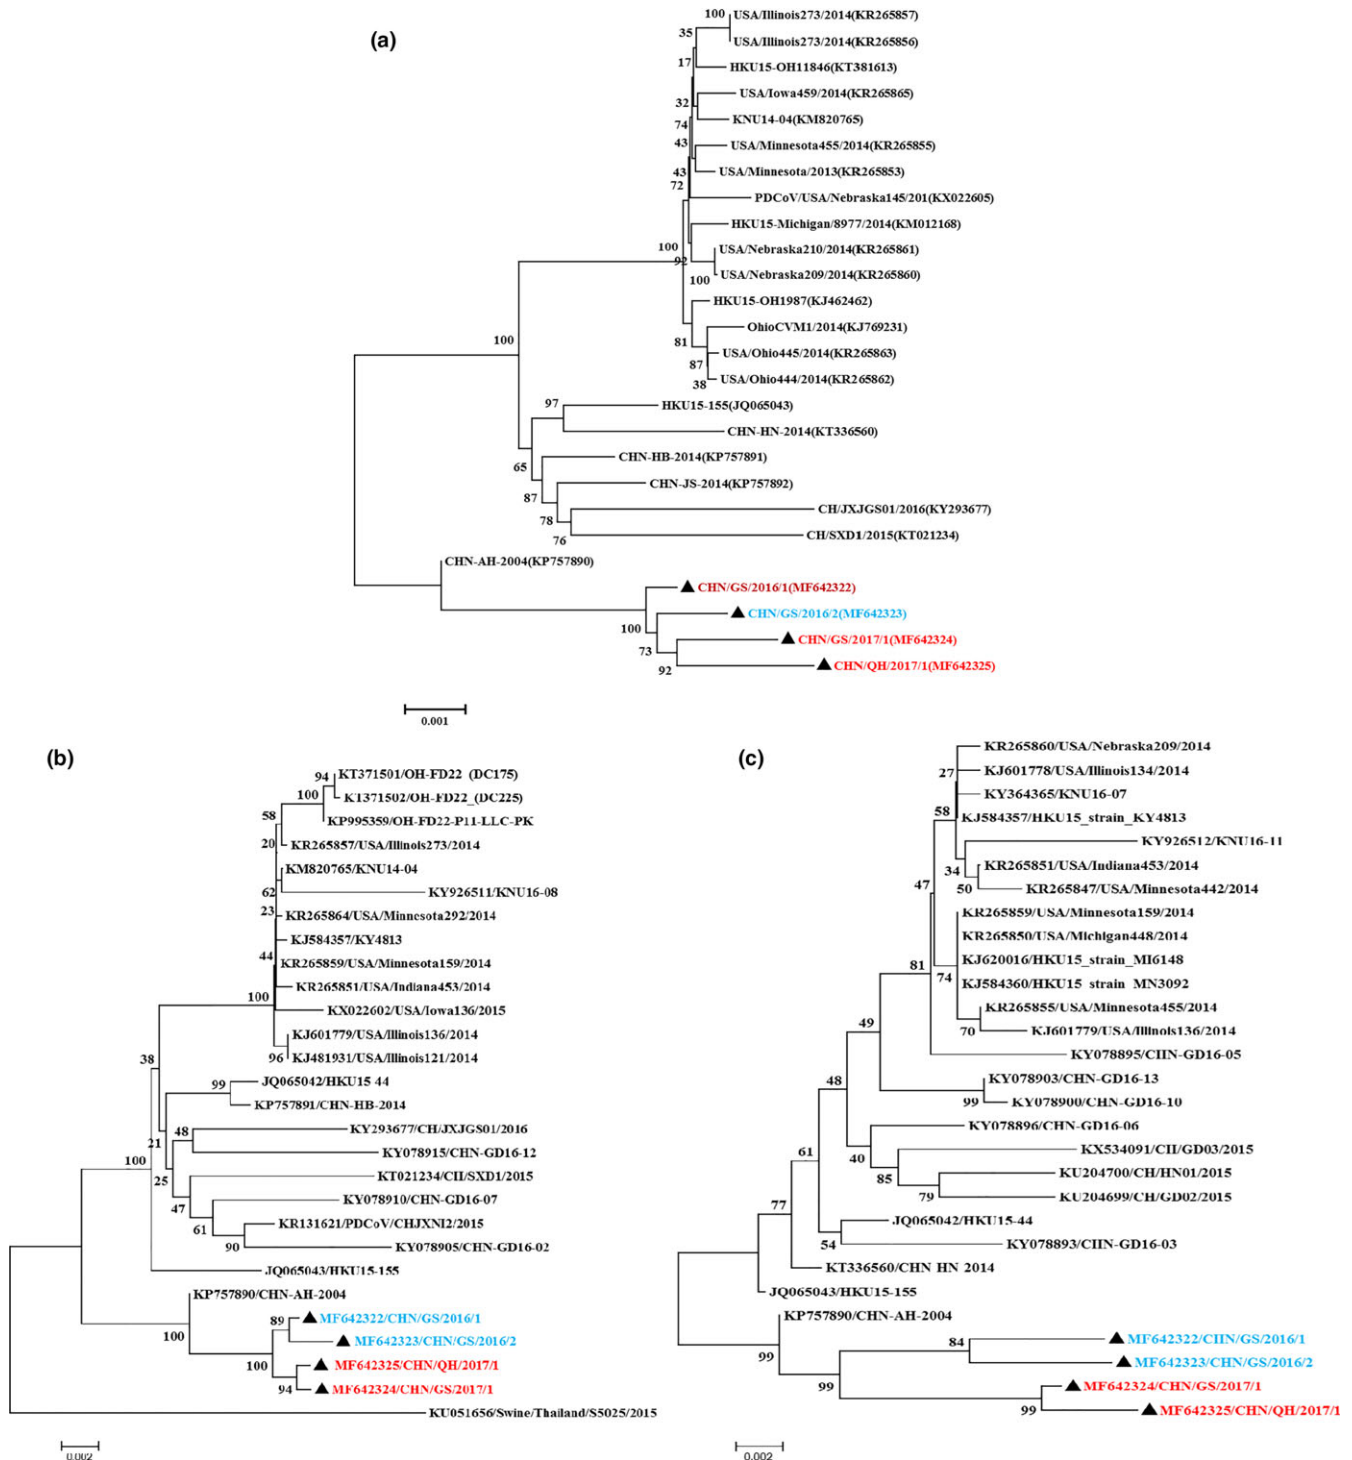 (a)
100
USA/Illinois273/2014(KR265857)
35
USA/Illinois273/2014(KR265856)
17
HKU15-OH11846(KT381613)
USA/Iowa459/2014(KR265865)
32
KNU14-04(KM820765)
74
43
USA/Minnesota455/2014(KR265855)
43
USA/Minnesota/2013(KR265853)
72
PDCoV/USA/Nebraska145/201(KX022605)
HKU15-Michigan/8977/2014(KM012168)
100
USA/Nebraska210/2014(KR265861)
92
100
USA/Nebraska209/2014(KR265860)
HKU15-OH1987(KJ462462)
OhioCVM1/2014(KJ769231)
100
81
USA/Ohio445/2014(KR265863)
87
38
USA/Ohio444/2014(KR265862)
97
HKU15-155(JQ065043)
CHN-HN-2014(KT336560)
CHN-HB-2014(KP757891)
65
CHN-JS-2014(KP757892)
87
CH/JXJGS01/2016(KY293677)
78
CH/SXD1/2015(KT021234)
76
CHN-AH-2004(KP757890)
CHN/GS/2016/1(MF642322)
CHN/GS/2016/2(MF642323)
100
CHN/GS/2017/1(MF642324)
73
CHN/QH/2017/1(MF642325)
92
0.001
(b)
94
KT371501/OH-FD22_(DC175)
100
KT371502/OH-FD22_(DC225)
58
KP995359/OH-FD22-P11-LLC-PK
20
KR265857/USA/Illinois273/2014
KM820765/KNU14-04
62
KY926511/KNU16-08
23
KR265864/USA/Minnesota292/2014
KJ584357/KY4813
44
KR265859/USA/Minnesota159/2014
KR265851/USA/Indiana453/2014
100
KX022602/USA/Iowa136/2015
KJ601779/USA/Illinois136/2014
96
KJ481931/USA/Illinois121/2014
38
99
JQ065042/HKU15-44
KP757891/CHN-HB-2014
48
KY293677/CH/JXJGS01/2016
21
KY078915/CHN-GD16-12
100
25
KT021234/CH/SXD1/2015
KY078910/CHN-GD16-07
47
61
KR131621/PDCoV/CHJXNI2/2015
90
KY078905/CHN-GD16-02
JQ065043/HKU15-155
KP757890/CHN-AH-2004
89
MF642322/CHN/GS/2016/1
100
MF642323/CHN/GS/2016/2
100
MF642325/CHN/QH/2017/1
94
MF642324/CHN/GS/2017/1
KU051656/Swine/Thailand/S5025/2015
0.002
(c)
KR265860/USA/Nebraska209/2014
27
KJ601778/USA/Illinois134/2014
KY364365/KNU16-07
58
KJ584357/HKU15_strain_KY4813
KY926512/KNU16-11
34
KR265851/USA/Indiana453/2014
47
50
KR265847/USA/Minnesota442/2014
KR265859/USA/Minnesota159/2014
KR265850/USA/Michigan448/2014
81
KJ620016/HKU15_strain_MI6148
74
KJ584360/HKU15_strain_MN3092
KR265855/USA/Minnesota455/2014
49
70
KJ601779/USA/Illinois136/2014
KY078895/CHN-GD16-05
48
KY078903/CHN-GD16-13
99
KY078900/CHN-GD16-10
KY078896/CHN-GD16-06
40
KX534091/CH/GD03/2015
61
85
KU204700/CH/HN01/2015
79
KU204699/CH/GD02/2015
77
JQ065042/HKU15-44
54
KY078893/CHN-GD16-03
KT336560/CHN-HN-2014
JQ065043/HKU15-155
KP757890/CHN-AH-2004
84
MF642322/CHN/GS/2016/1
99
MF642323/CHN/GS/2016/2
99
MF642324/CHN/GS/2017/1
99
MF642325/CHN/QH/2017/1
0.002